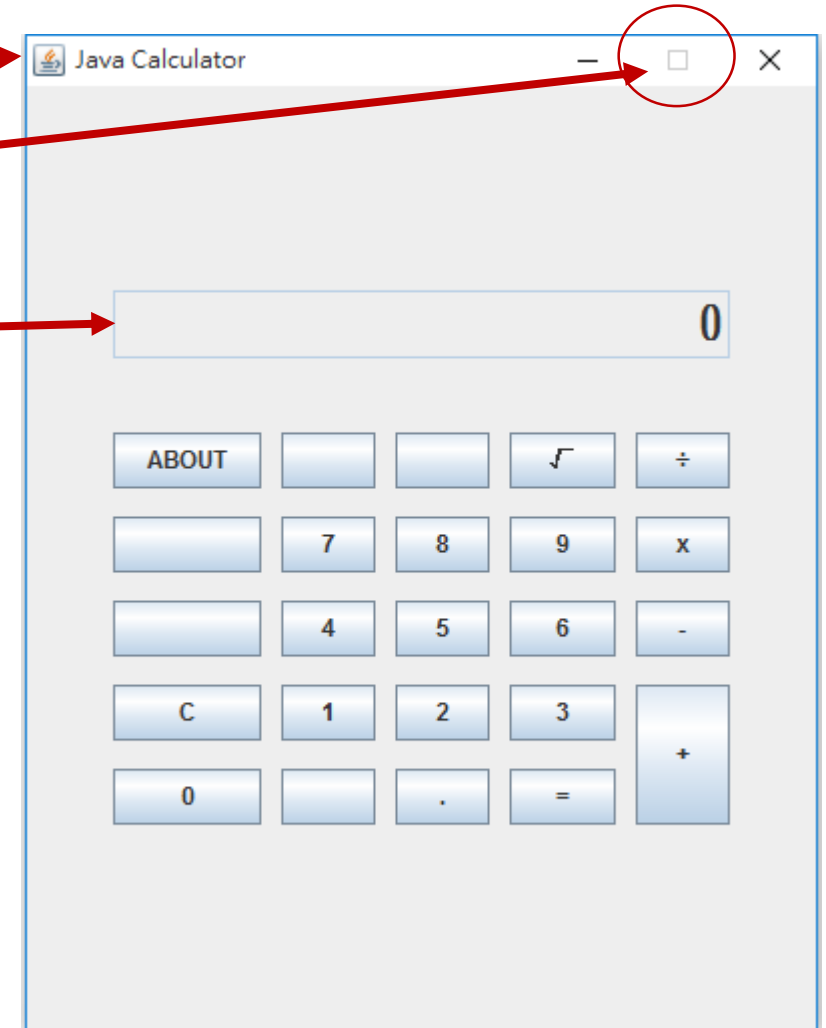 Java Calculator
0
ABOUT √ ÷
7 8 9 x
4 5 6 -
C 1 2 3
+
0 . =